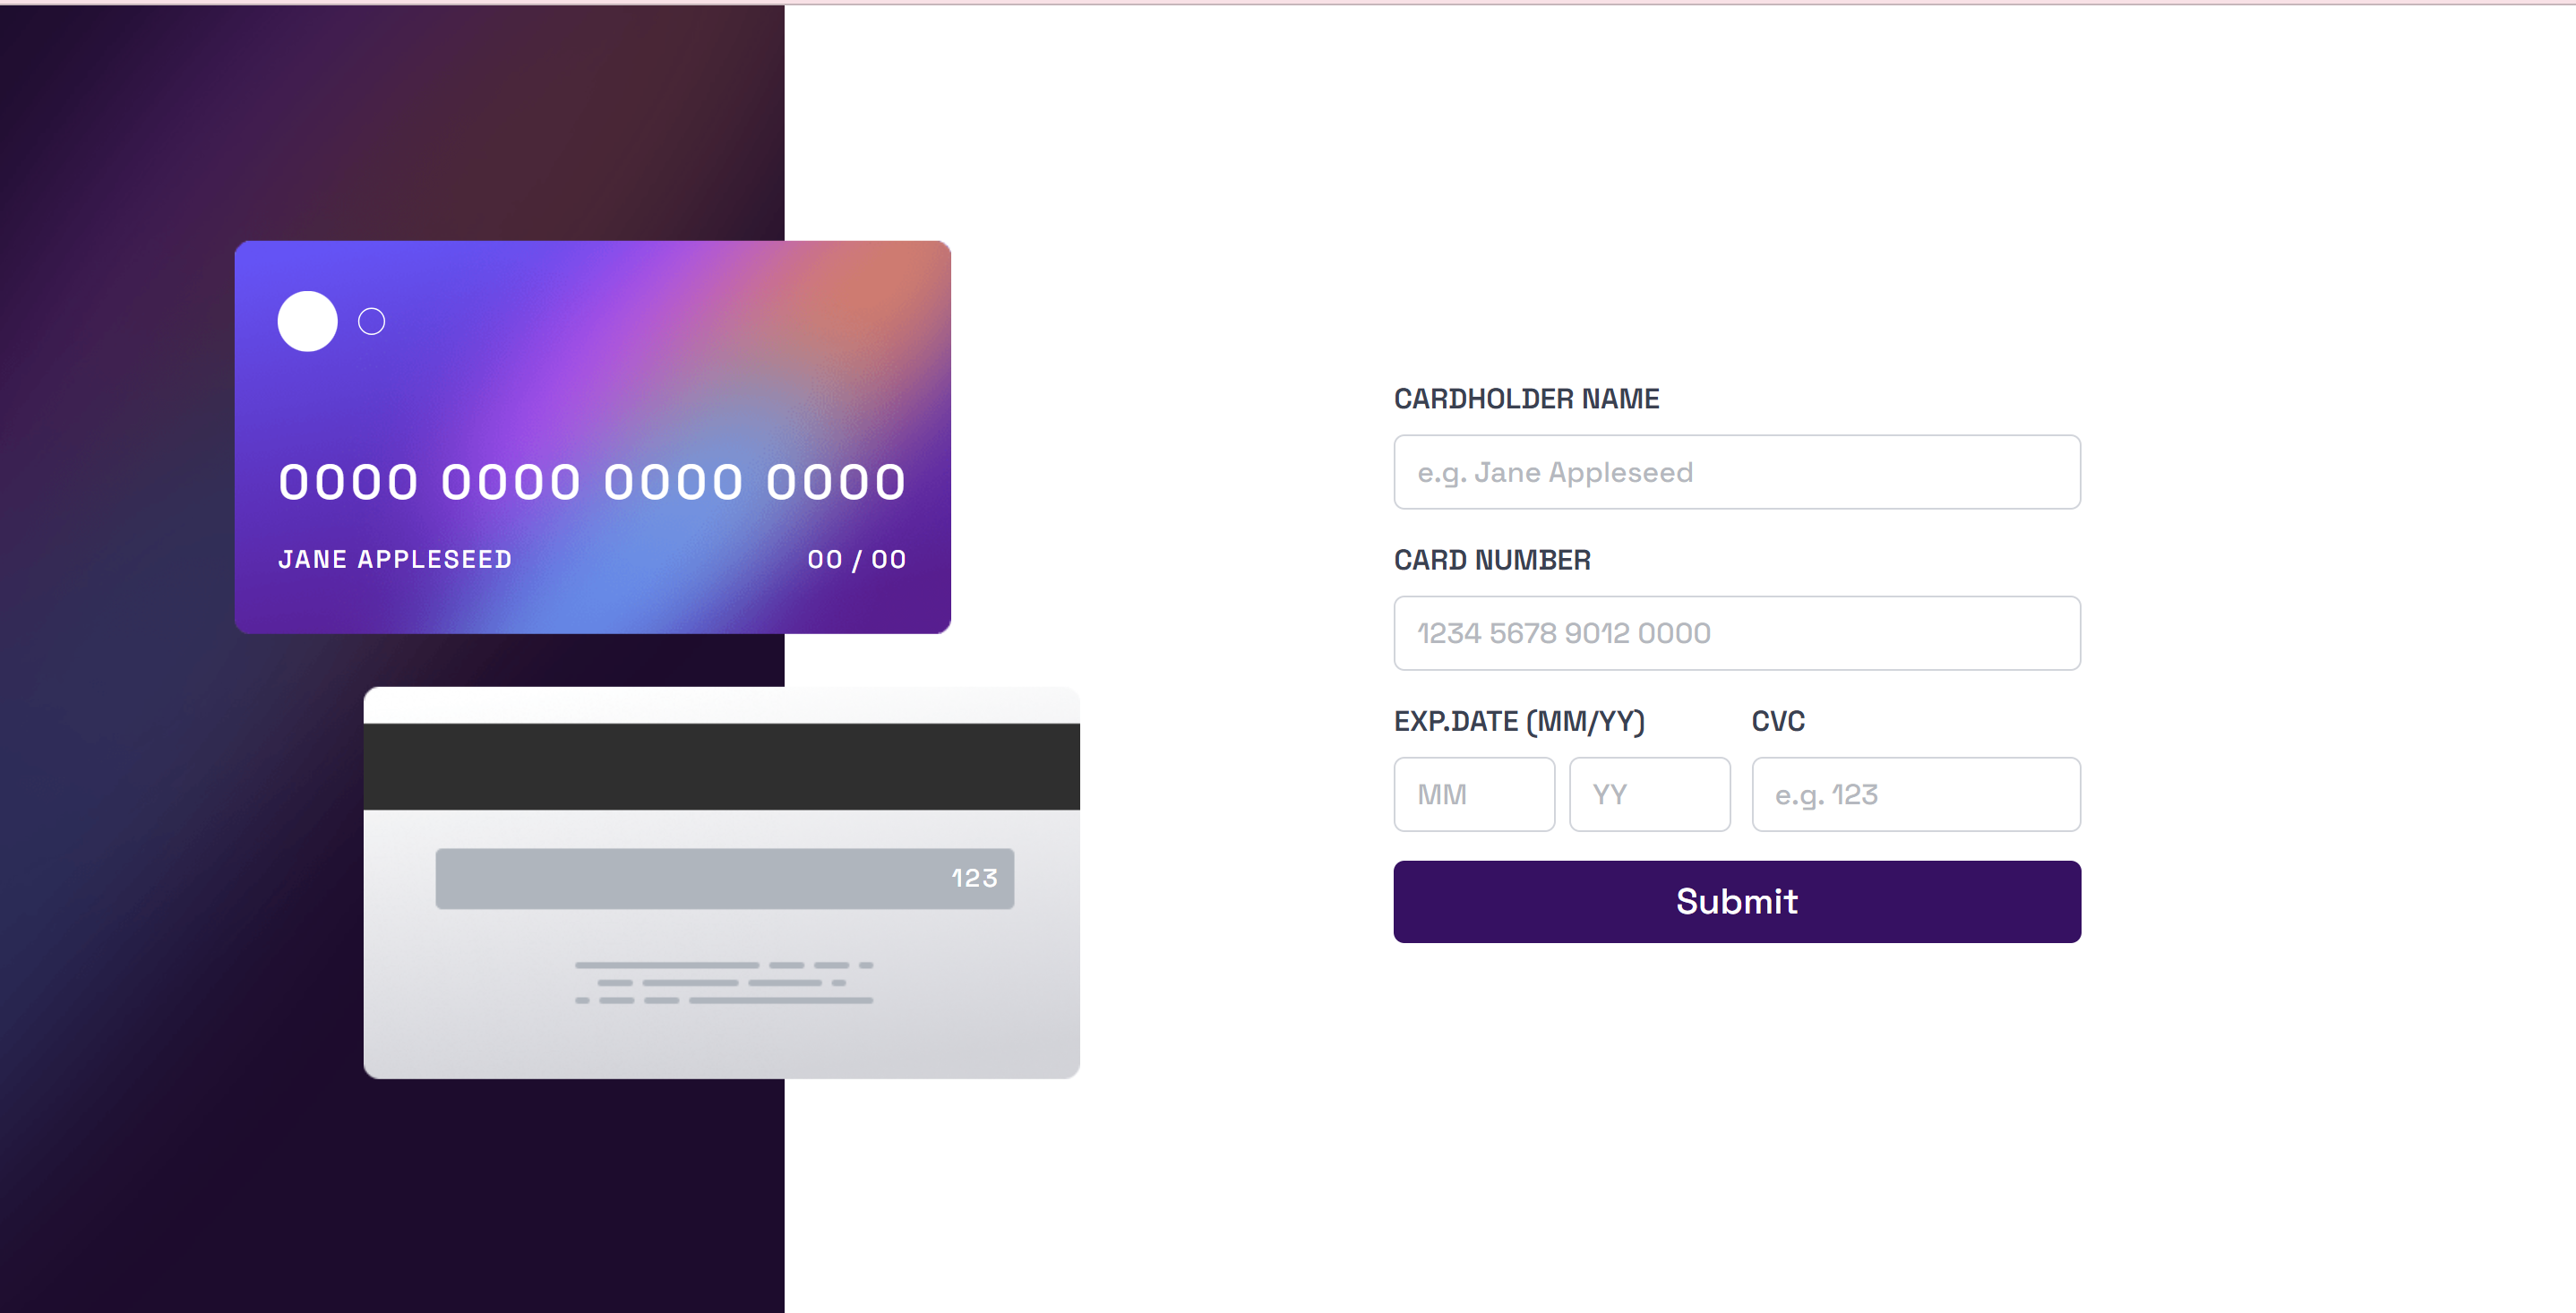 0000 0000 0000 0000
JANE APPLESEED 00 / 00
123
CARDHOLDER NAME
e.g. Jane Appleseed
CARD NUMBER
1234 5678 9012 0000
EXP.DATE (MM/YY) CVC
MM YY e.g. 123
Submit